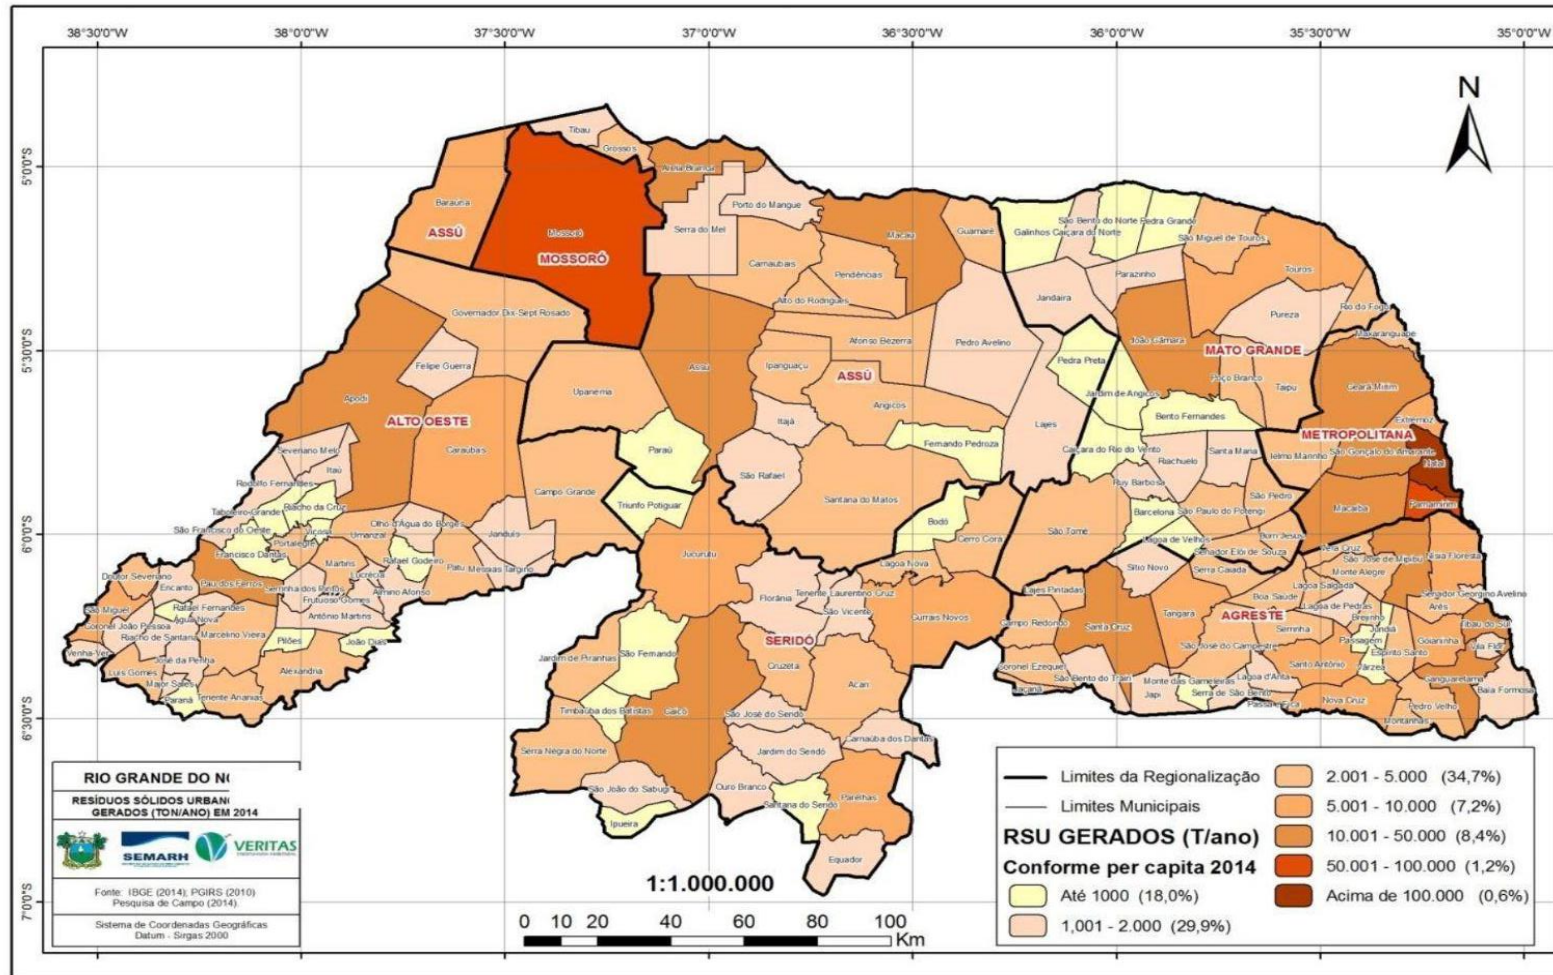 38°30'0"W 38°0'0"W 37°30'0"W 37°0'0"W 36°30'0"W 36°0'0"W 35°30'0"W 35°0'0"W
N
5°0'0"S
5°30'0"S
6°0'0"S
6°30'0"S
7°0'0"S
Tibau
Grossos
Areia Branca
Baraúna
ASSÚ
Mossoró
MOSSORÓ
Serra do Mel
Porto do Mangue
Macau
Guamaré
Galinhos
Caiçara do Norte
São Bento do Norte
Pedra Grande
São Miguel de Touros
Touros
Carnaubais
Pendências
Alto do Rodrigues
Jandaira
Parazinho
Pureza
Rio do Fogo
Maxaranguape
Governador Dix-Sept Rosado
Felipe Guerra
Apodi
ALTO OESTE
Caraúbas
Upanema
Assu
Afonso Bezerra
Ipanguaçu
ASSÚ
Angicos
Pedro Avelino
Pedra Preta
João Câmara
MATO GRANDE
Poço Branco
Taipu
Ceará Mirim
Jardim de Angicos
Bento Fernandes
Extremoz
METROPOLITANA
Itajá
Lajes
Fernando Pedroza
Caiçara do Rio do Vento
Riachuelo
Santa Maria
Ielmo Marinho
São Gonçalo do Amarante
Natal
Parnamirim
Macaíba
Severiano Melo
Itaú
Rodolfo Fernandes
Paraú
São Rafael
Santana do Matos
Ruy Barbosa
São Pedro
Campo Grande
Triunfo Potiguar
Bodó
São Tomé
Barcelona
São Paulo do Potengi
Taboleiro Grande
Riacho da Cruz
Viçosa
São Francisco do Oeste
Portalegre
Umarizal
Olho d'Água do Borges
Janduís
Cerro Corá
Lagoa de Velhos
Bom Jesus
Senador Elói de Souza
Vera Cruz
Francisco Dantas
Martins
Rafael Godeiro
Patu
Messias Targino
Jucurutu
Lagoa Nova
Sítio Novo
Serra Caiada
São José de Mipibu
Nísia Floresta
Monte Alegre
Doutor Severiano
Encanto
Pau dos Ferros
Serrinha dos Pintos
Lucrécia
Almino Afonso
Frutuoso Gomes
Antônio Martins
Florânia
Tenente Laurentino Cruz
São Vicente
Currais Novos
Lajes Pintadas
Lagoa Salgada
Boa Saúde
Lagoa de Pedras
Senador Georgino Avelino
Arês
São Miguel
Rafael Fernandes
Água Nova
Coronel João Pessoa
Riacho de Santana
Marcelino Vieira
Pilões
João Dias
SERIDÓ
Campo Redondo
Santa Cruz
Tangara
AGRESTE
Serrinha
Brejinho
Jundiá
Passagem
Goianinha
Tibau do Sul
Vila Flor
Venha-Ver
José da Penha
Luis Gomes
Major Sales
Paraná
Tenente Ananias
Alexandria
Jardim de Piranhas
São Fernando
Cruzeta
Acari
São José do Campestre
Espírito Santo
Várzea
Santo Antônio
Canguaretama
Coronel Ezequiel
Jaçanã
São Bento do Trairi
Japi
Monte das Gameleiras
Serra de São Bento
Lagoa d'Anta
Passa e Fica
Nova Cruz
Montanhas
Pedro Velho
Baía Formosa
Timbaúba dos Batistas
Caicó
São José do Seridó
Carnaúba dos Dantas
Serra Negra do Norte
Jardim do Seridó
São João do Sabugi
Ouro Branco
Santana do Seridó
Parelhas
Ipueira
Equador
RIO GRANDE DO N
RESÍDUOS SÓLIDOS URBAN
GERADOS (TON/ANO) EM 2014
SEMARH
VERITAS
Fonte: IBGE (2014); PGIRS (2010)
Pesquisa de Campo (2014).
Sistema de Coordenadas Geográficas
Datum - Sirgas 2000
1:1.000.000
0 10 20 40 60 80 100
Km
Limites da Regionalização
Limites Municipais
RSU GERADOS (T/ano)
Conforme per capita 2014
Até 1000 (18,0%)
1,001 - 2.000 (29,9%)
2.001 - 5.000 (34,7%)
5.001 - 10.000 (7,2%)
10.001 - 50.000 (8,4%)
50.001 - 100.000 (1,2%)
Acima de 100.000 (0,6%)